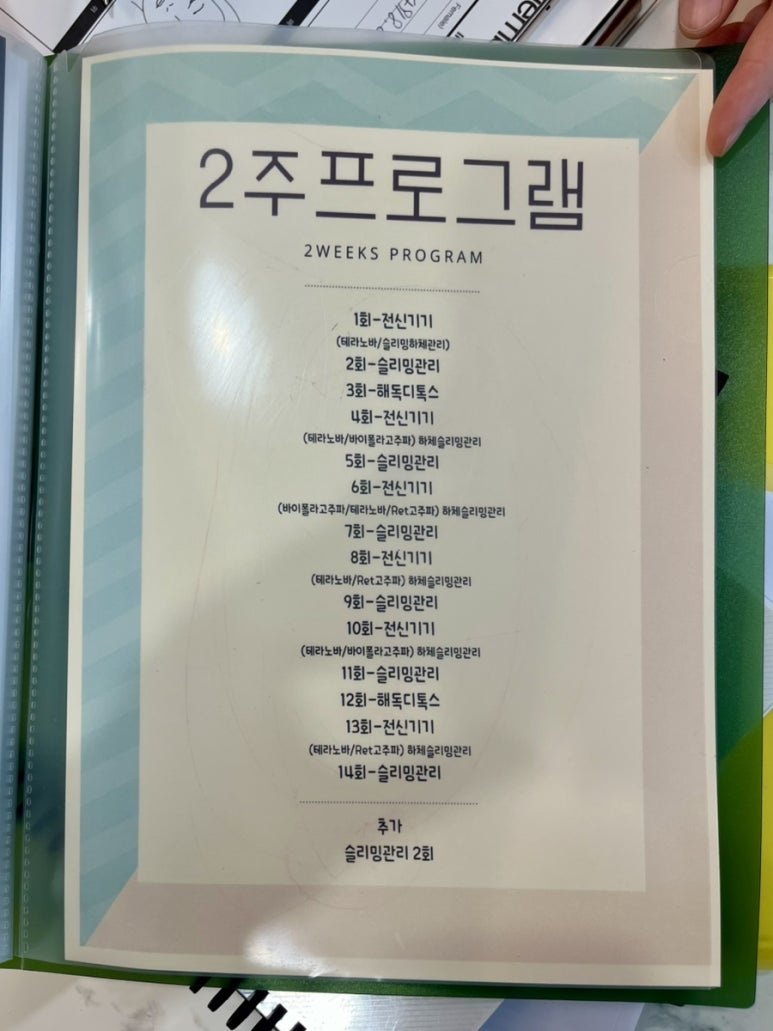 Female)
2주프로그램
2WEEKS PROGRAM
1회-전신기기
(테라노바/슬리밍하체관리)
2회-슬리밍관리
3회-해독디톡스
4회-전신기기
(테라노바/바이폴라고주파) 하체슬리밍관리
5회-슬리밍관리
6회-전신기기
(바이폴라고주파/테라노바/Ret고주파) 하체슬리밍관리
7회-슬리밍관리
8회-전신기기
(테라노바/Ret고주파) 하체슬리밍관리
9회-슬리밍관리
10회-전신기기
(테라노바/바이폴라고주파) 하체슬리밍관리
11회-슬리밍관리
12회-해독디톡스
13회-전신기기
(테라노바/Ret고주파) 하체슬리밍관리
14회-슬리밍관리
추가
슬리밍관리 2회